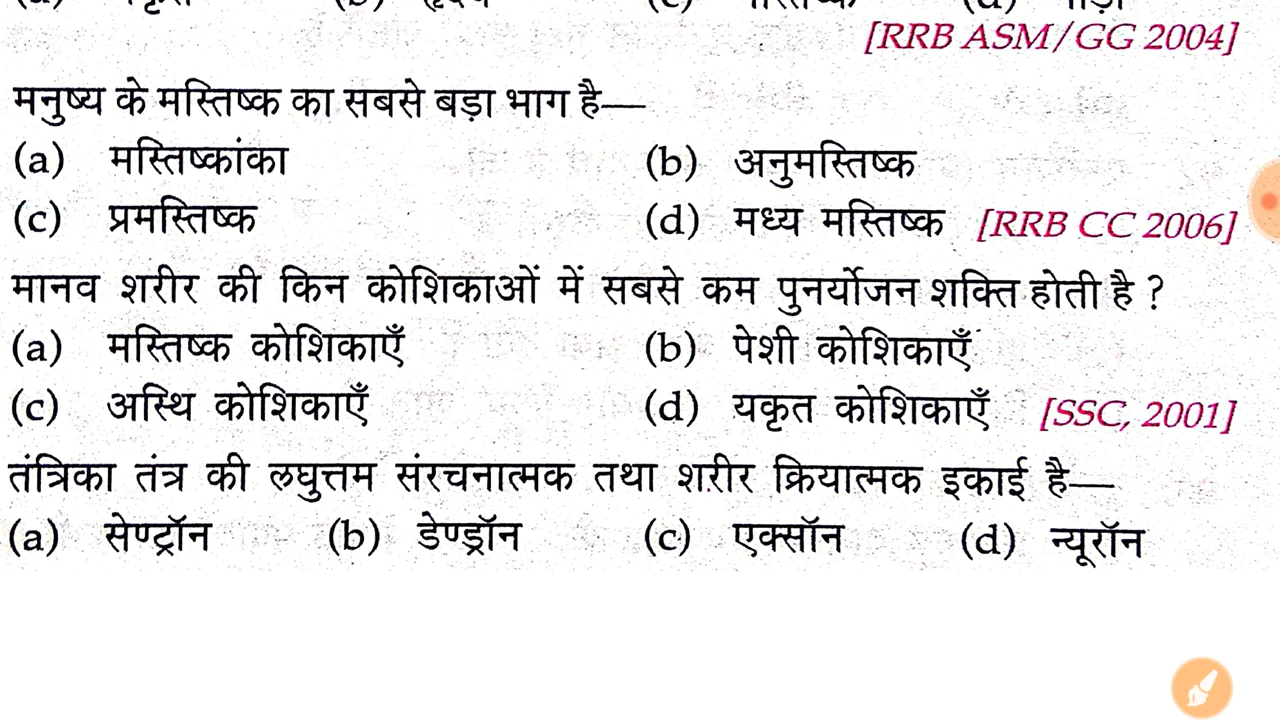 [RRB ASM/GG 2004]
मनुष्य के मस्तिष्क का सबसे बड़ा भाग है—
(a) मस्तिष्कांका (b) अनुमस्तिष्क
(c) प्रमस्तिष्क (d) मध्य मस्तिष्क [RRB CC 2006]
मानव शरीर की किन कोशिकाओं में सबसे कम पुनर्योजन शक्ति होती है ?
(a) मस्तिष्क कोशिकाएँ (b) पेशी कोशिकाएँ
(c) अस्थि कोशिकाएँ (d) यकृत कोशिकाएँ [SSC, 2001]
तंत्रिका तंत्र की लघुत्तम संरचनात्मक तथा शरीर क्रियात्मक इकाई है—
(a) सेण्ट्रॉन (b) डेण्ड्रॉन (c) एक्सॉन (d) न्यूरॉन